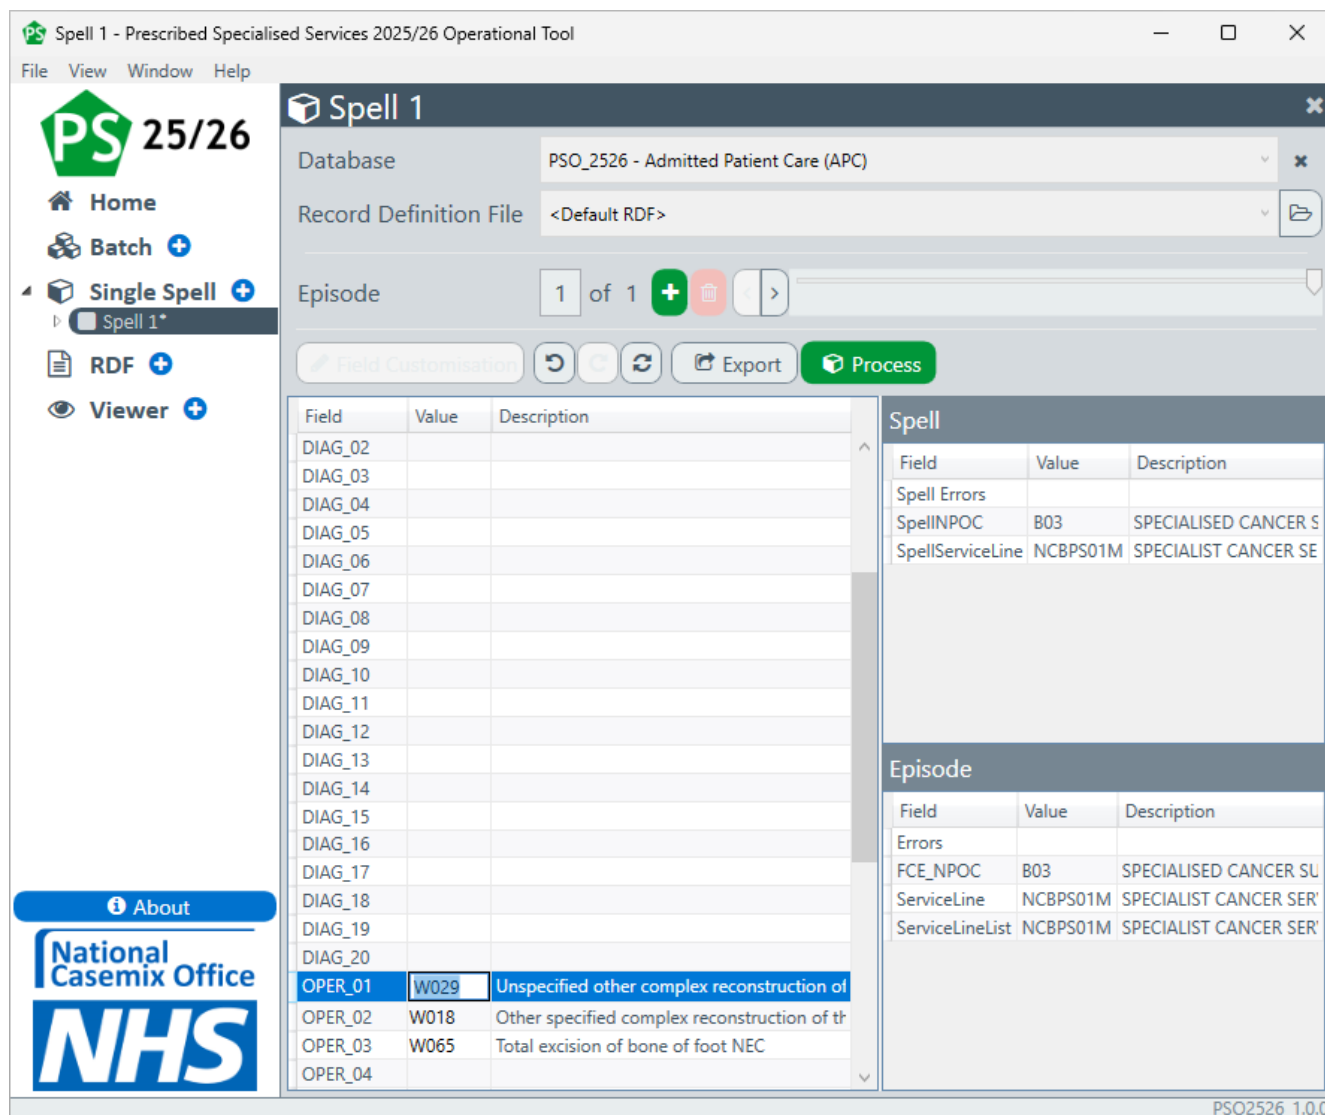 Spell 1 - Prescribed Specialised Services 2025/26 Operational Tool
File View Window Help
PS 25/26
Home
Batch
Single Spell
Spell 1*
RDF
Viewer
About
National
Casemix Office
NHS
Spell 1
Database PSO_2526 - Admitted Patient Care (APC)
Record Definition File <Default RDF>
Episode 1 of 1
Field Customisation Export Process
Field Value Description
DIAG_02
DIAG_03
DIAG_04
DIAG_05
DIAG_06
DIAG_07
DIAG_08
DIAG_09
DIAG_10
DIAG_11
DIAG_12
DIAG_13
DIAG_14
DIAG_15
DIAG_16
DIAG_17
DIAG_18
DIAG_19
DIAG_20
OPER_01 W029 Unspecified other complex reconstruction of
OPER_02 W018 Other specified complex reconstruction of th
OPER_03 W065 Total excision of bone of foot NEC
OPER_04
Spell
Field Value Description
Spell Errors
SpellNPOC B03 SPECIALISED CANCER S
SpellServiceLine NCBPS01M SPECIALIST CANCER SE
Episode
Field Value Description
Errors
FCE_NPOC B03 SPECIALISED CANCER SU
ServiceLine NCBPS01M SPECIALIST CANCER SER
ServiceLineList NCBPS01M SPECIALIST CANCER SER
PSO2526 1.0.0